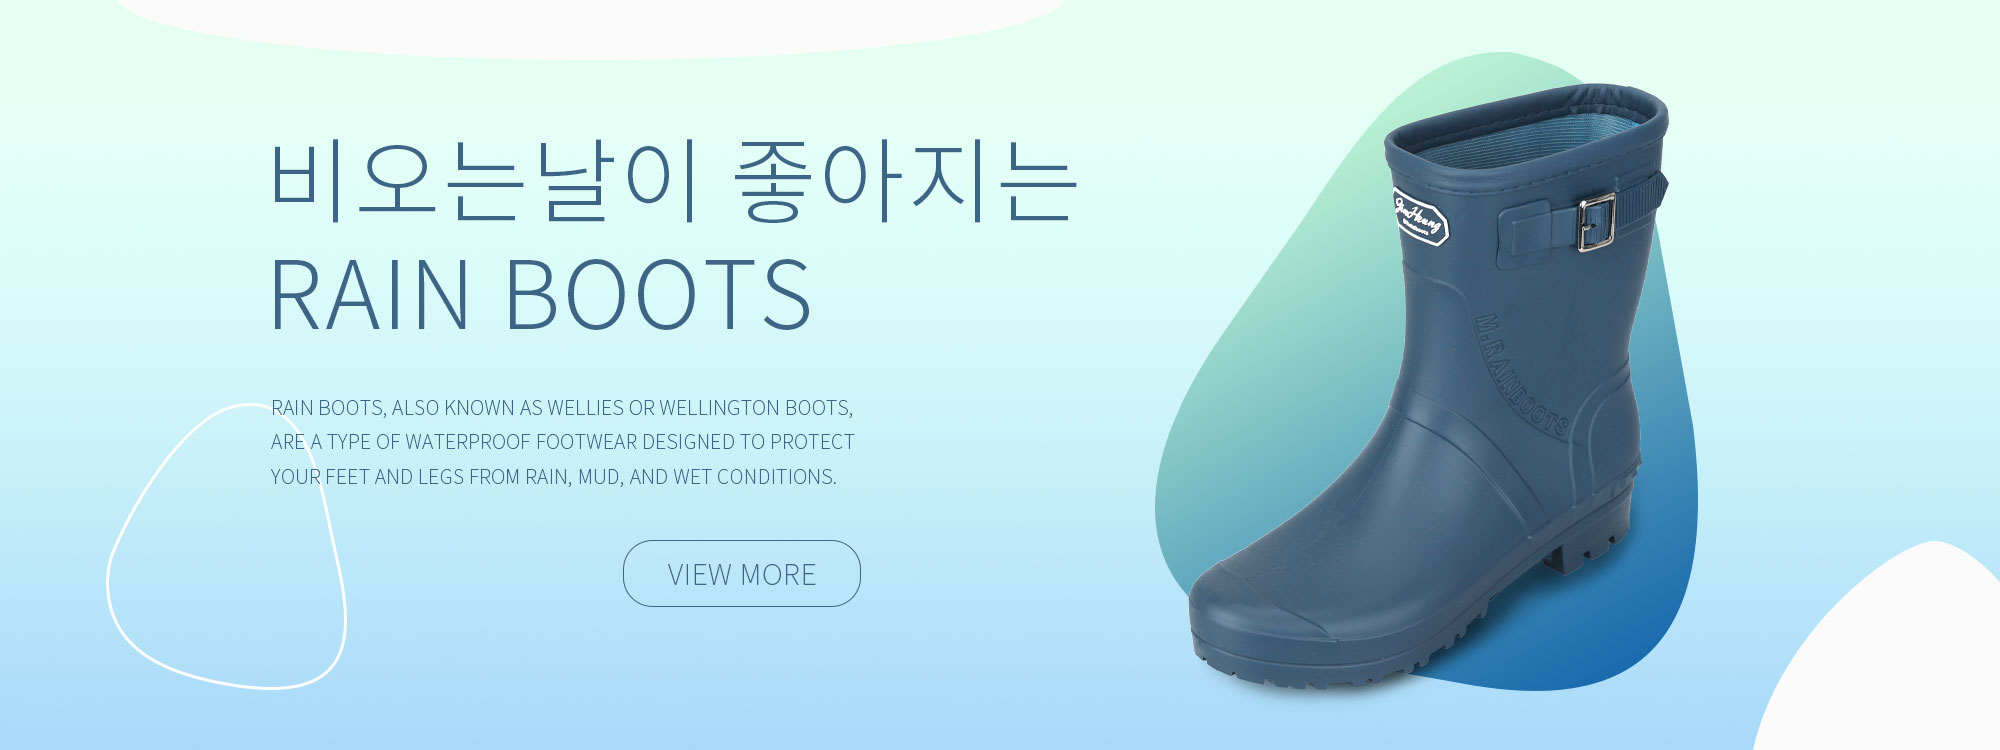 비오는날이 좋아지는
RAIN BOOTS
RAIN BOOTS, ALSO KNOWN AS WELLIES OR WELLINGTON BOOTS,
ARE A TYPE OF WATERPROOF FOOTWEAR DESIGNED TO PROTECT
YOUR FEET AND LEGS FROM RAIN, MUD, AND WET CONDITIONS.
VIEW MORE
JinHeung
M.RAINBOOTS